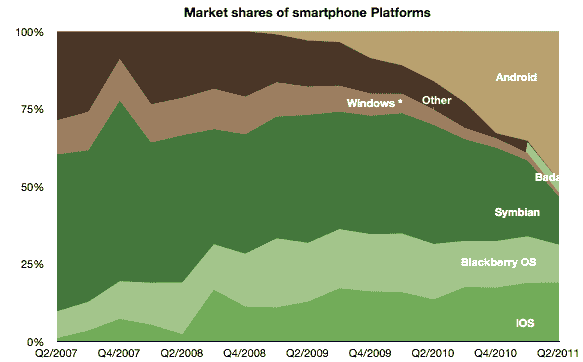 Market shares of smartphone Platforms
100%
Android
75%
Windows *
Other
50%
Bada
Symbian
25%
Blackberry OS
iOS
0%
Q2/2007 Q4/2007 Q2/2008 Q4/2008 Q2/2009 Q4/2009 Q2/2010 Q4/2010 Q2/2011